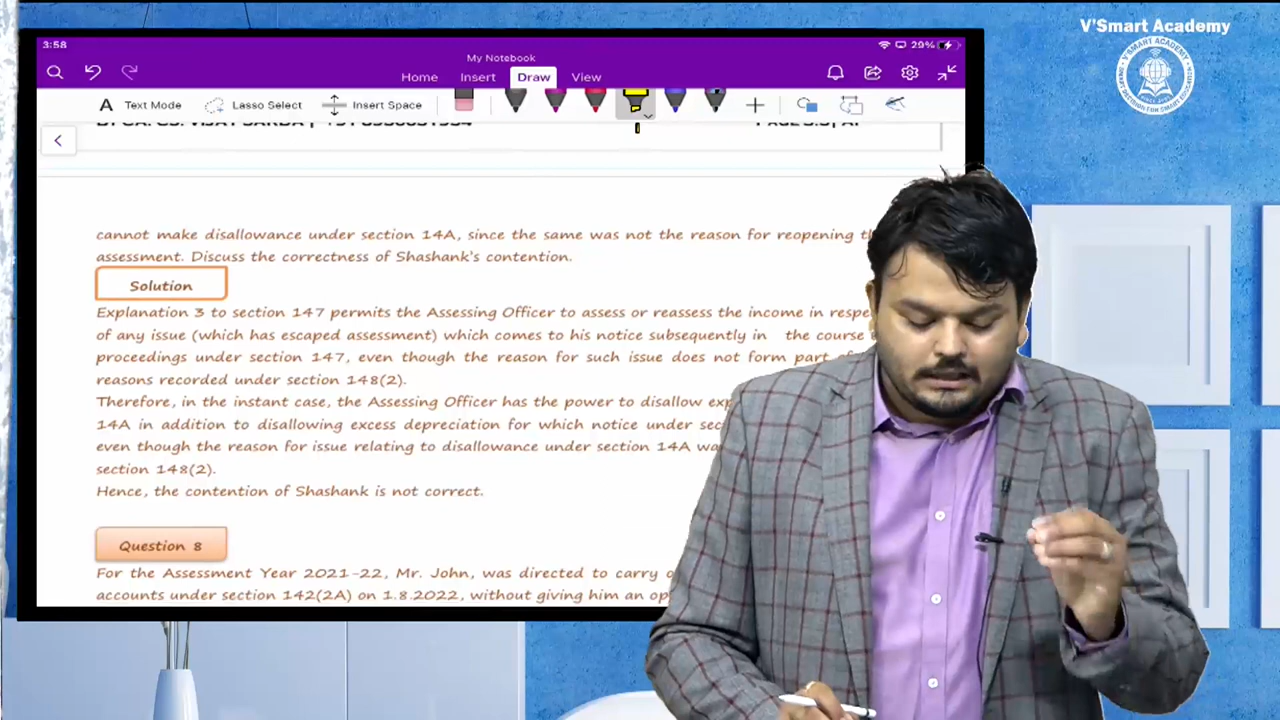 V'Smart Academy
3:58
29%
My Notebook
Home Insert Draw View
A Text Mode Lasso Select Insert Space
cannot make disallowance under section 14A, since the same was not the reason for reopening
assessment. Discuss the correctness of Shashank's contention.
Solution
Explanation 3 to section 147 permits the Assessing Officer to assess or reassess the income in
of any issue (which has escaped assessment) which comes to his notice subsequently in the course
proceedings under section 147, even though the reason for such issue does not form part
reasons recorded under section 148(2).
Therefore, in the instant case, the Assessing Officer has the power to disallow
14A in addition to disallowing excess depreciation for which notice under
even though the reason for issue relating to disallowance under section 14A
section 148(2).
Hence, the contention of Shashank is not correct.
Question 8
For the Assessment Year 2021-22, Mr. John, was directed to carry
accounts under section 142(2A) on 1.8.2022, without giving him an